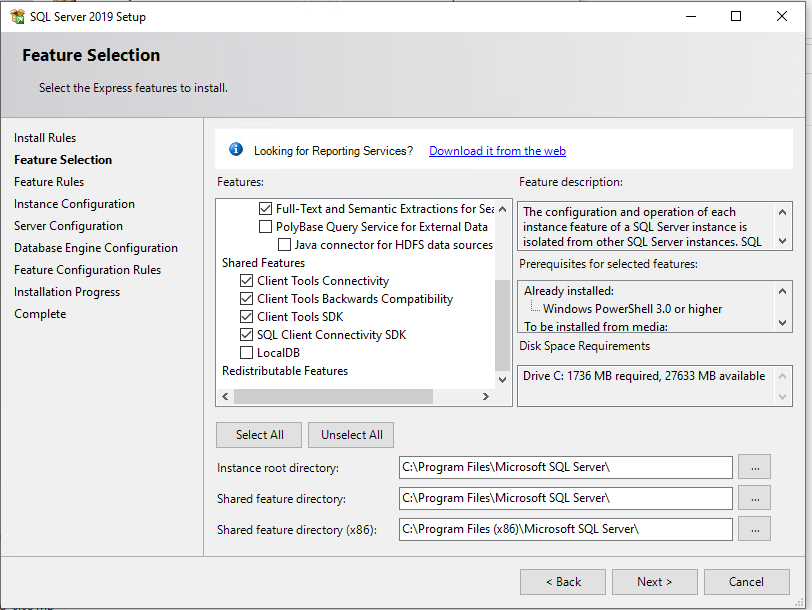 SQL Server 2019 Setup
Feature Selection
Select the Express features to install.
Install Rules
Feature Selection
Feature Rules
Instance Configuration
Server Configuration
Database Engine Configuration
Feature Configuration Rules
Installation Progress
Complete
Looking for Reporting Services? Download it from the web
Features:
Full-Text and Semantic Extractions for Sea
PolyBase Query Service for External Data
Java connector for HDFS data sources
Shared Features
Client Tools Connectivity
Client Tools Backwards Compatibility
Client Tools SDK
SQL Client Connectivity SDK
LocalDB
Redistributable Features
Feature description:
The configuration and operation of each
instance feature of a SQL Server instance is
isolated from other SQL Server instances. SQL
Prerequisites for selected features:
Already installed:
Windows PowerShell 3.0 or higher
To be installed from media:
Disk Space Requirements
Drive C: 1736 MB required, 27633 MB available
Select All
Unselect All
Instance root directory: C:\Program Files\Microsoft SQL Server\ ...
Shared feature directory: C:\Program Files\Microsoft SQL Server\ ...
Shared feature directory (x86): C:\Program Files (x86)\Microsoft SQL Server\ ...
< Back
Next >
Cancel